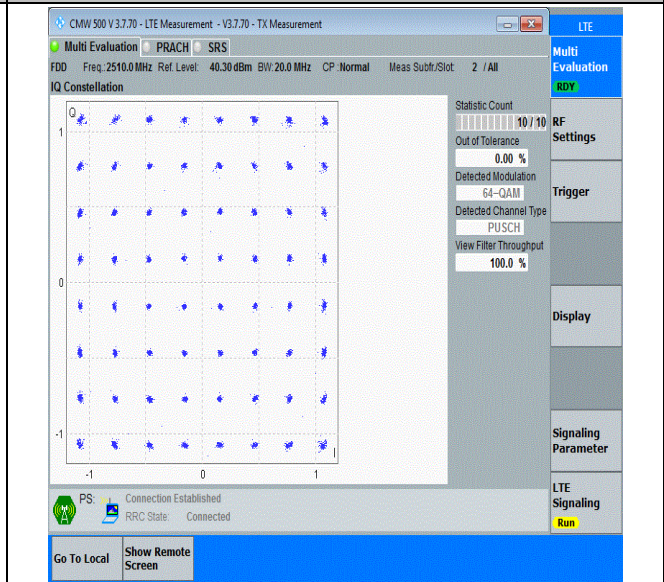 CMW 500 V 3.7.70 - LTE Measurement - V3.7.70 - TX Measurement
LTE
Multi Evaluation PRACH SRS
Multi
Evaluation
RDY
FDD Freq.:2510.0 MHz Ref. Level: 40.30 dBm BW:20.0 MHz CP :Normal Meas Subfr./Slot: 2 / All
IQ Constellation
Q
I
1
0
-1
-1
0
1
Statistic Count
10 / 10
Out of Tolerance
0.00 %
Detected Modulation
64-QAM
Detected Channel Type
PUSCH
View Filter Throughput
100.0 %
RF
Settings
Trigger
Display
Signaling
Parameter
LTE
Signaling
Run
PS: Connection Established
RRC State: Connected
Go To Local
Show Remote
Screen